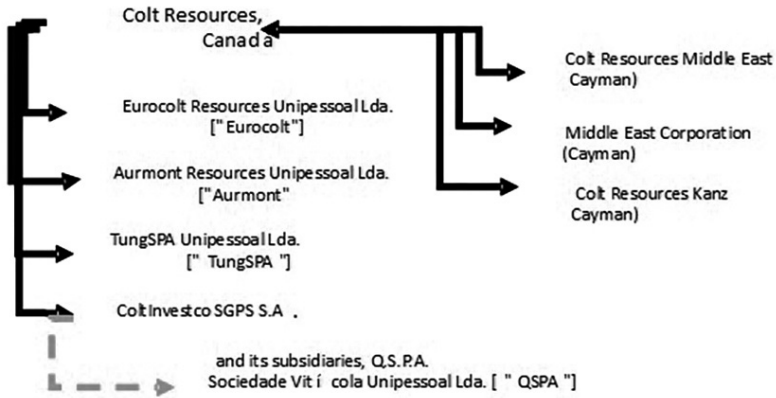 Colt Resources,
Canada
Eurocolt Resources Unipessoal Lda.
["Eurocolt"]
Aurmont Resources Unipessoal Lda.
["Aurmont"
TungSPA Unipessoal Lda.
[" TungSPA "]
ColtInvestco SGPS S.A .
and its subsidiaries, Q.S.P.A.
Sociedade Vití cola Unipessoal Lda. [ " QSPA "]
Colt Resources Middle East
Cayman)
Middle East Corporation
(Cayman)
Colt Resources Kanz
Cayman)